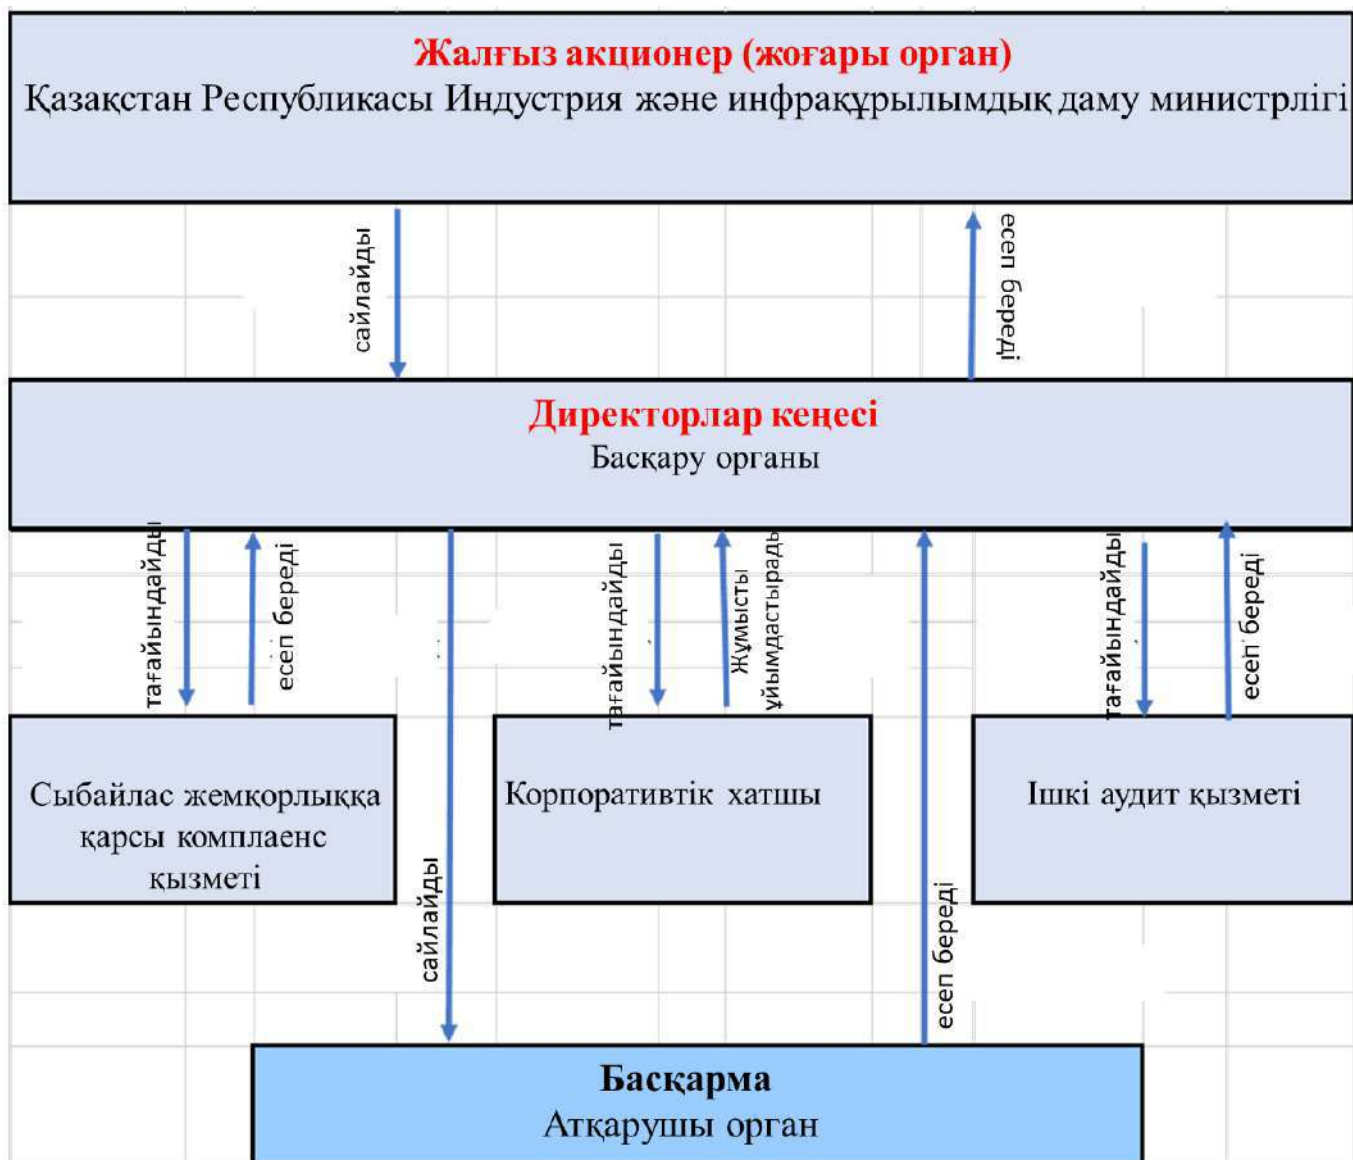 Жалғыз акционер (жоғары орган)
Қазақстан Республикасы Индустрия және инфрақұрылымдық даму министрлігі
сайлайды
есеп береді
Директорлар кеңесі
Басқару органы
тағайындайды
есеп береді
сайлайды
тағайындайды
Жұмысты
ұйымдастырады
есеп береді
тағайындайды
есеп береді
Сыбайлас жемқорлыққа
қарсы комплаенс
қызметі
Корпоративтік хатшы
Ішкі аудит қызметі
Басқарма
Атқарушы орган